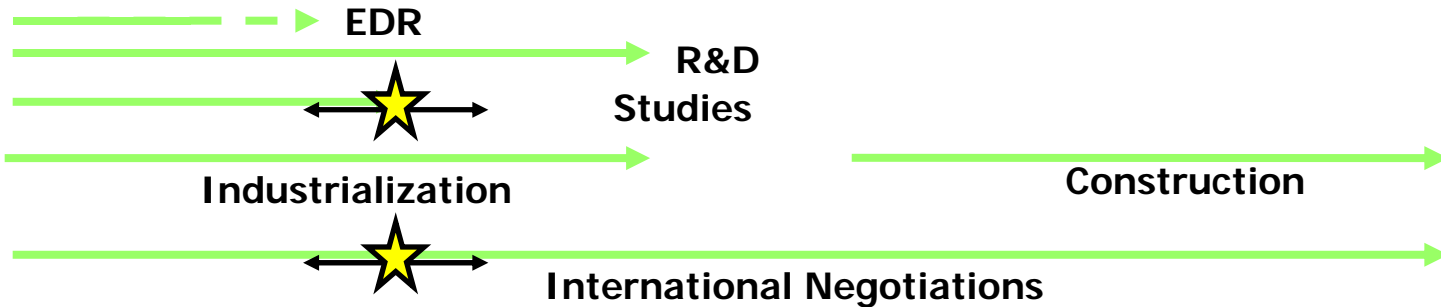 EDR
R&D
Studies
Industrialization
Construction
International Negotiations